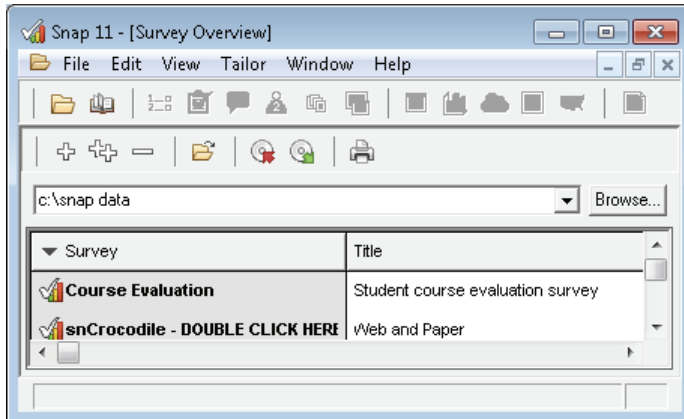 Snap 11 - [Survey Overview]
File Edit View Tailor Window Help
c:\snap data Browse...
Survey Title
Course Evaluation Student course evaluation survey
snCrocodile - DOUBLE CLICK HERE Web and Paper